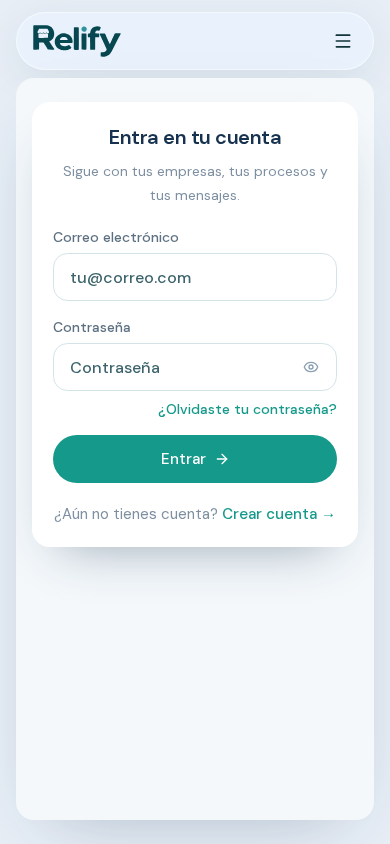 Relify
Entra en tu cuenta
Sigue con tus empresas, tus procesos y
tus mensajes.
Correo electrónico
tu@correo.com
Contraseña
Contraseña
¿Olvidaste tu contraseña?
Entrar →
¿Aún no tienes cuenta? Crear cuenta →